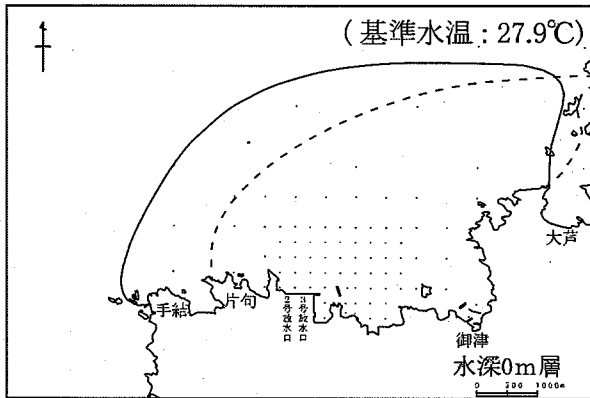 (基準水温:27.9℃)
大芦
手結
片句
2号放水口
3号放水口
御津
水深0m層
0 500 1000m